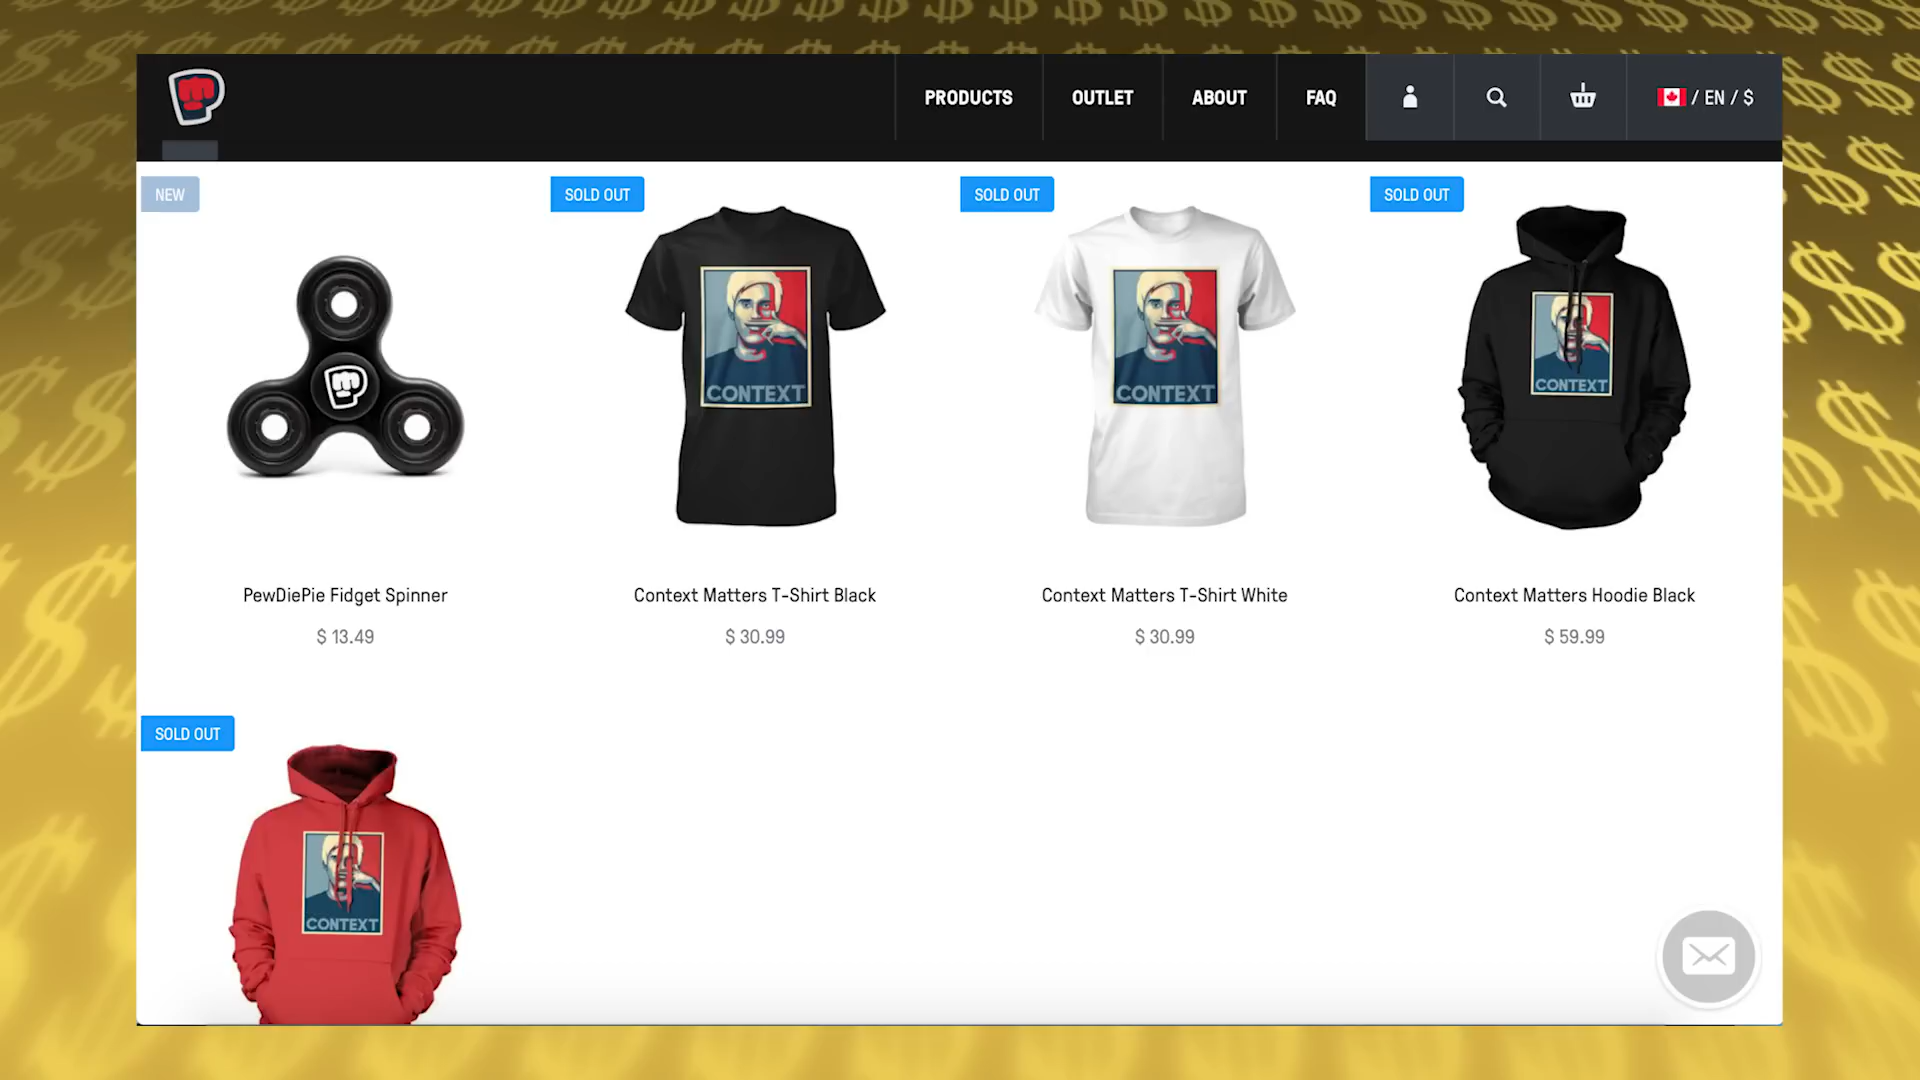 PRODUCTS OUTLET ABOUT FAQ / EN / $
NEW SOLD OUT SOLD OUT SOLD OUT
CONTEXT CONTEXT CONTEXT
PewDiePie Fidget Spinner Context Matters T-Shirt Black Context Matters T-Shirt White Context Matters Hoodie Black
$ 13.49 $ 30.99 $ 30.99 $ 59.99
SOLD OUT
CONTEXT